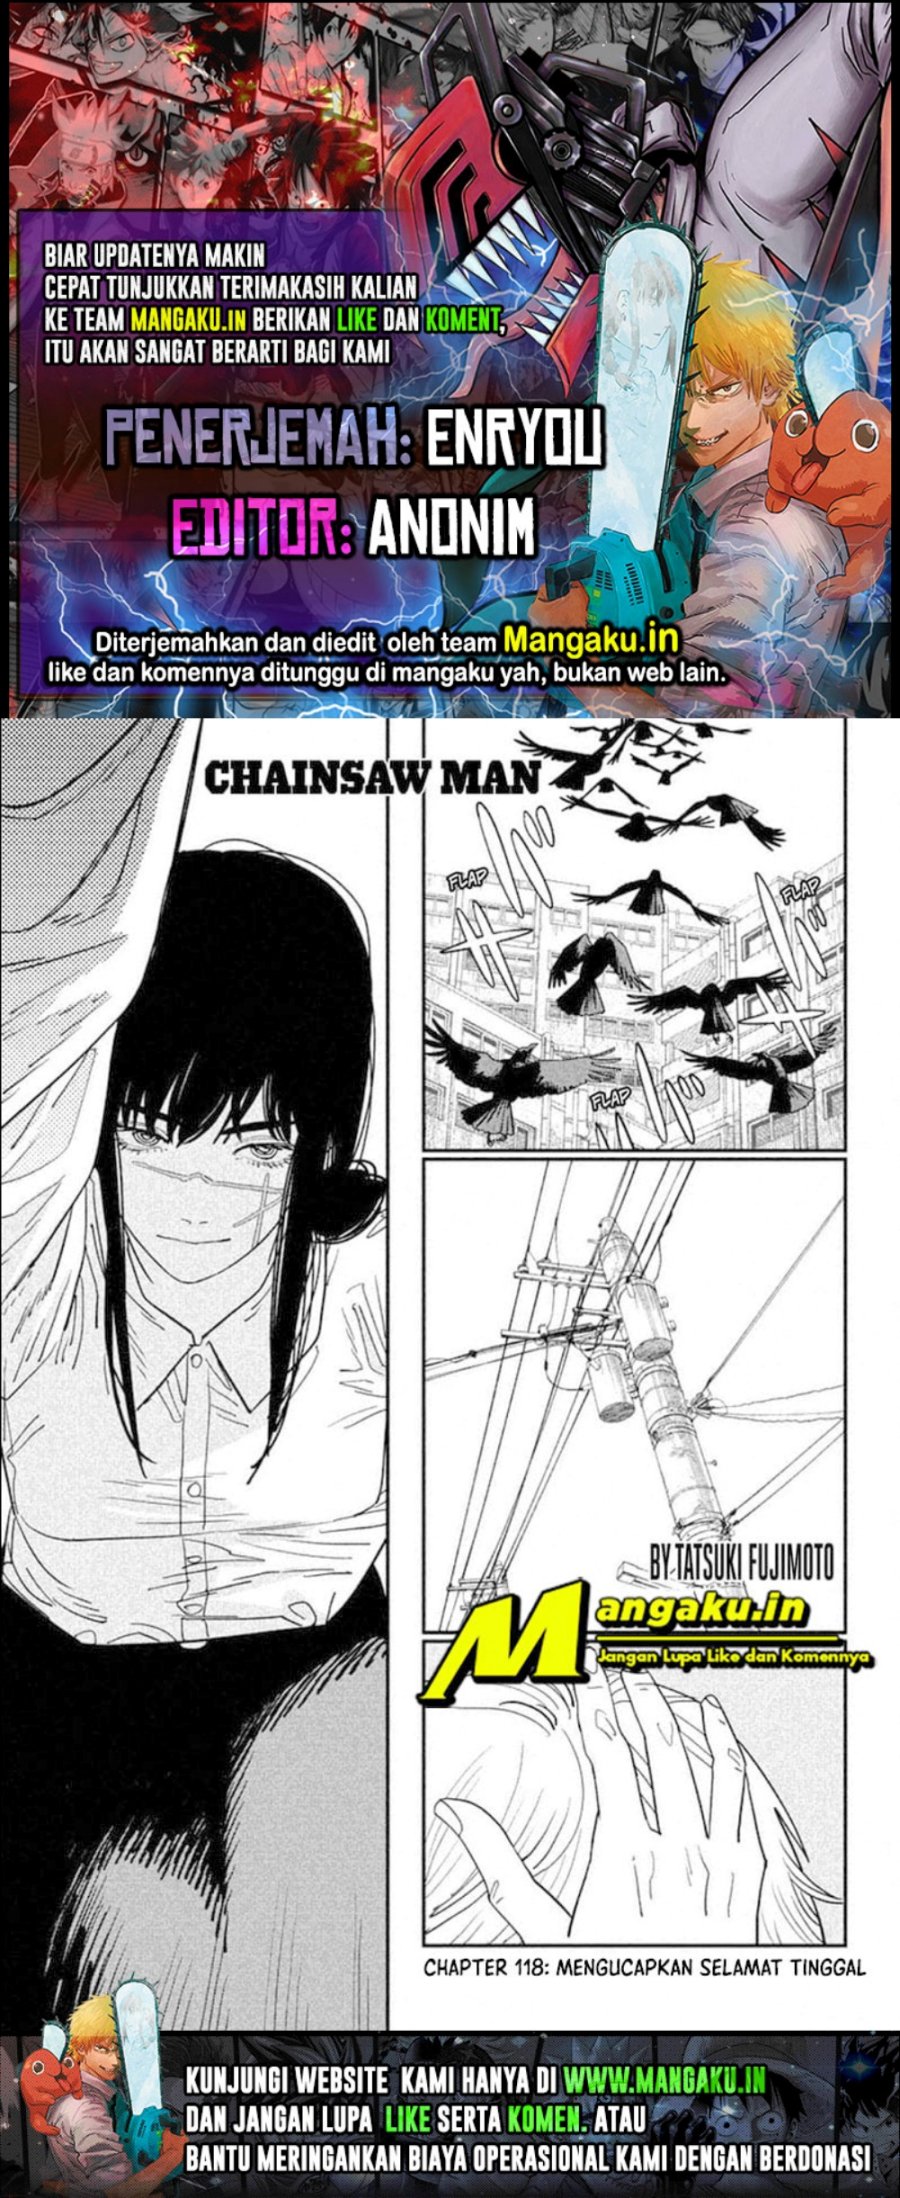 BIAR UPDATENYA MAKIN
CEPAT TUNJUKKAN TERIMAKASIH KALIAN
KE TEAM MANGAKU.IN BERIKAN LIKE DAN KOMENT,
ITU AKAN SANGAT BERARTI BAGI KAMI
PENERJEMAH: ENRYOU
EDITOR: ANONIM
Diterjemahkan dan diedit oleh team Mangaku.in
like dan komennya ditunggu di mangaku yah, bukan web lain.
CHAINSAW MAN
FLAP
FLAP
FLAP
BY TATSUKI FUJIMOTO
Mangaku.in
Jangan Lupa Like dan Komennya
CHAPTER 118: MENGUCAPKAN SELAMAT TINGGAL
KUNJUNGI WEBSITE KAMI HANYA DI WWW.MANGAKU.IN
DAN JANGAN LUPA LIKE SERTA KOMEN. ATAU
BANTU MERINGANKAN BIAYA OPERASIONAL KAMI DENGAN BERDONASI